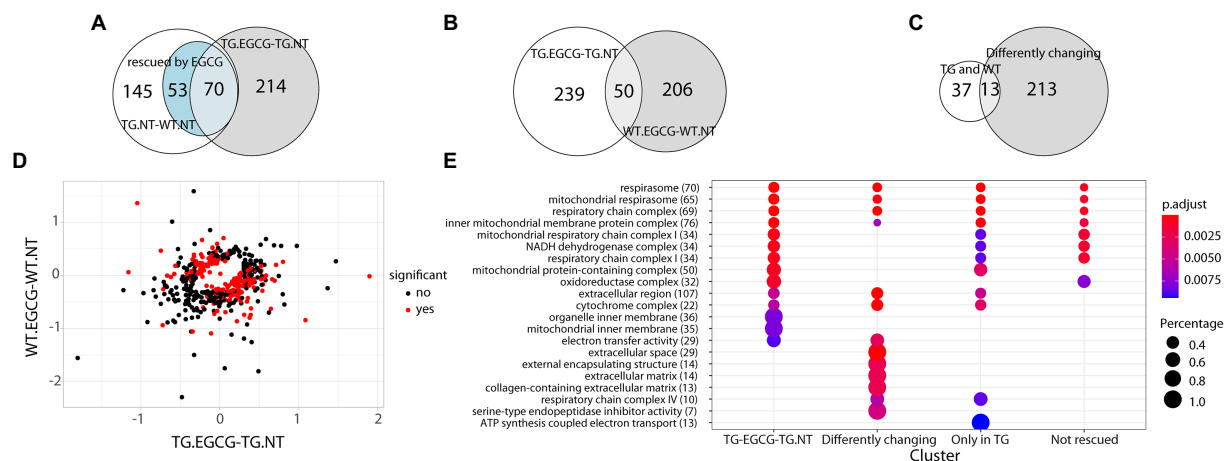 A
B
C
TG.EGCG-TG.NT
rescued by EGCG
145
53
70
214
TG.NT-WT.NT
TG.EGCG-TG.NT
239
50
206
WT.EGCG-WT.NT
Differently changing
TG and WT
37
13
213
D
1
0
-1
-2
WT.EGCG-WT.NT
-1
0
1
2
TG.EGCG-TG.NT
significant
no
yes
E
respirasome (70)
mitochondrial respirasome (65)
respiratory chain complex (69)
inner mitochondrial membrane protein complex (76)
mitochondrial respiratory chain complex I (34)
NADH dehydrogenase complex (34)
respiratory chain complex I (34)
mitochondrial protein-containing complex (50)
oxidoreductase complex (32)
extracellular region (107)
cytochrome complex (22)
organelle inner membrane (36)
mitochondrial inner membrane (35)
electron transfer activity (29)
extracellular space (29)
external encapsulating structure (14)
extracellular matrix (14)
collagen-containing extracellular matrix (13)
respiratory chain complex IV (10)
serine-type endopeptidase inhibitor activity (7)
ATP synthesis coupled electron transport (13)
TG-EGCG-TG.NT
Differently changing
Only in TG
Not rescued
Cluster
p.adjust
0.0025
0.0050
0.0075
Percentage
0.4
0.6
0.8
1.0